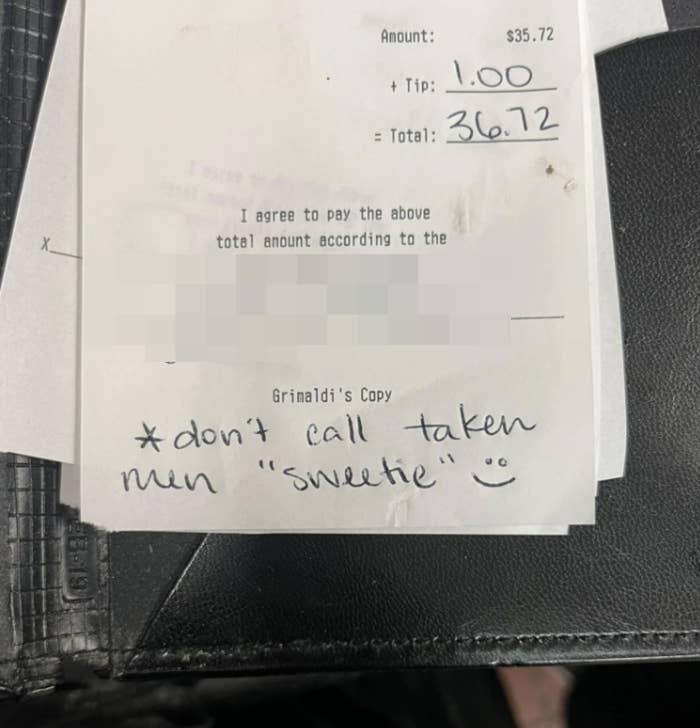 Amount: $35.72
+ Tip: 1.00
= Total: 36.72
I agree to pay the above
total amount according to the
X
Grimaldi's Copy
* don't call taken
men "sweetie" :)